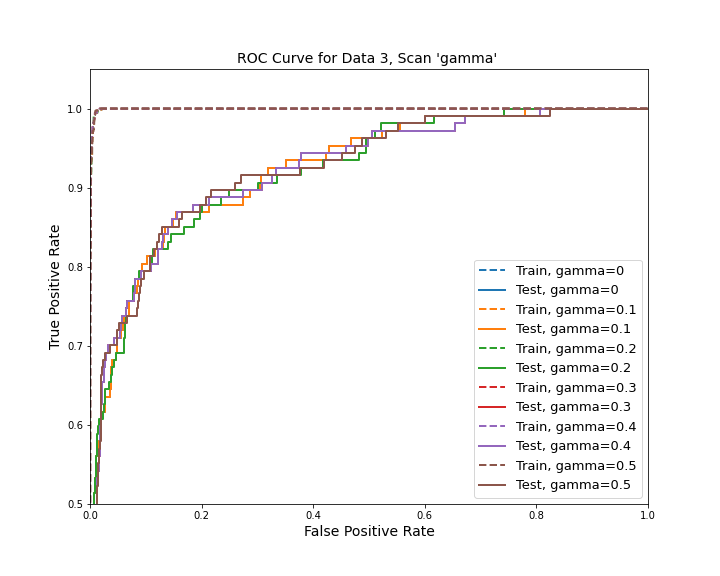 ROC Curve for Data 3, Scan 'gamma'
True Positive Rate
1.0
0.9
0.8
0.7
0.6
0.5
0.0
0.2
0.4
0.6
0.8
1.0
False Positive Rate
Train, gamma=0
Test, gamma=0
Train, gamma=0.1
Test, gamma=0.1
Train, gamma=0.2
Test, gamma=0.2
Train, gamma=0.3
Test, gamma=0.3
Train, gamma=0.4
Test, gamma=0.4
Train, gamma=0.5
Test, gamma=0.5